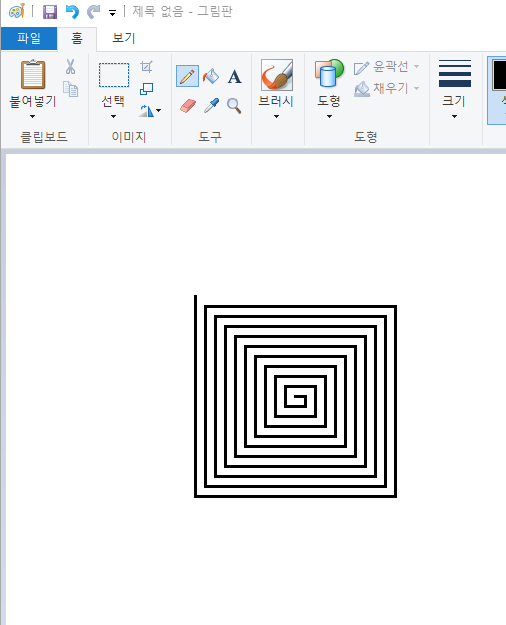 제목 없음 - 그림판
파일 홈 보기
붙여넣기 선택 A 브러시 도형 윤곽선 채우기 크기
클립보드 이미지 도구 도형